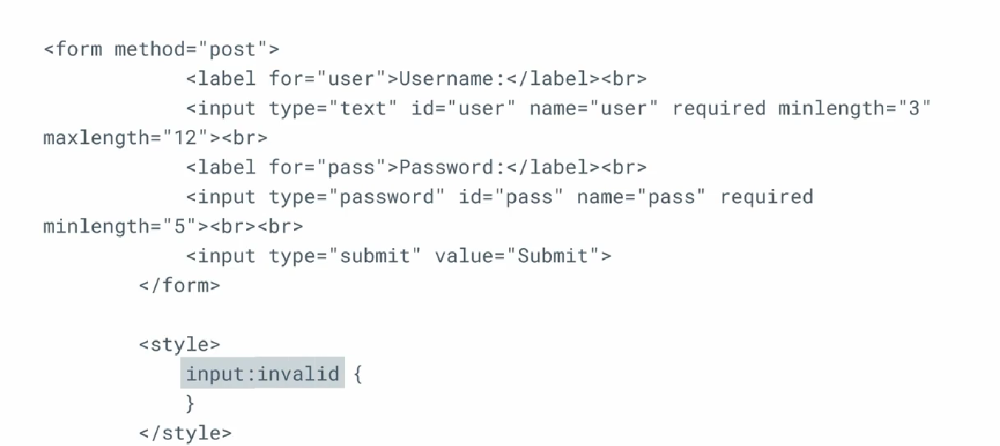 <form method="post">
<label for="user">Username:</label><br>
<input type="text" id="user" name="user" required minlength="3"
maxlength="12"><br>
<label for="pass">Password:</label><br>
<input type="password" id="pass" name="pass" required
minlength="5"><br><br>
<input type="submit" value="Submit">
</form>
<style>
input:invalid {
}
</style>